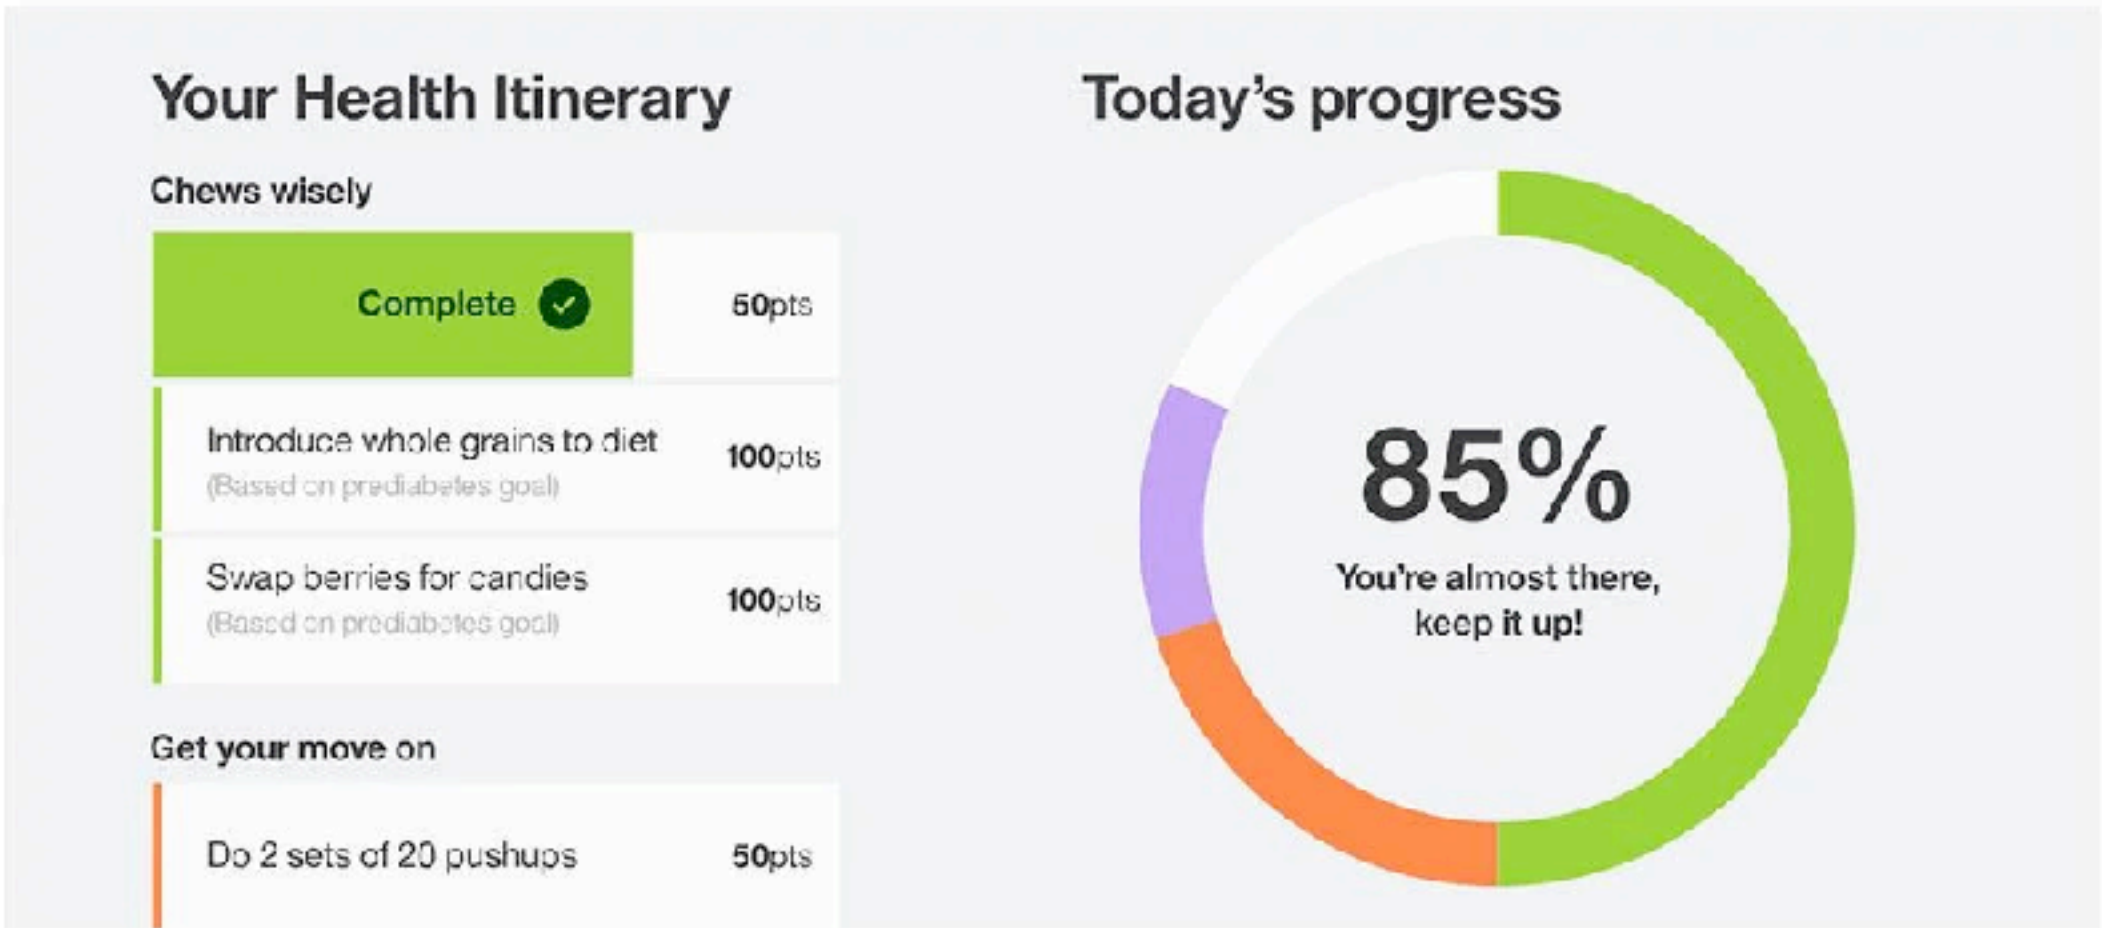 Your Health Itinerary
Chews wisely
Complete
50pts
Introduce whole grains to diet
100pts
(Based on prediabetes goal)
Swap berries for candies
100pts
(Based on prediabetes goal)
Get your move on
Do 2 sets of 20 pushups
50pts
Today's progress
85%
You're almost there,
keep it up!